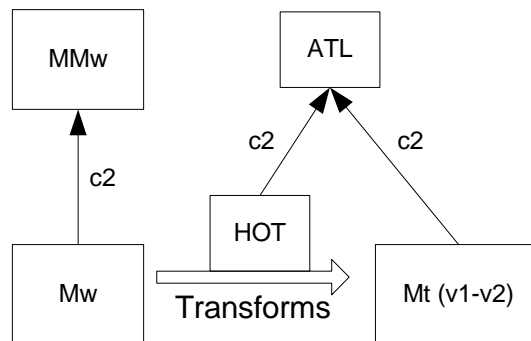 MMw
ATL
c2
c2
c2
HOT
Mw
Transforms
Mt (v1-v2)